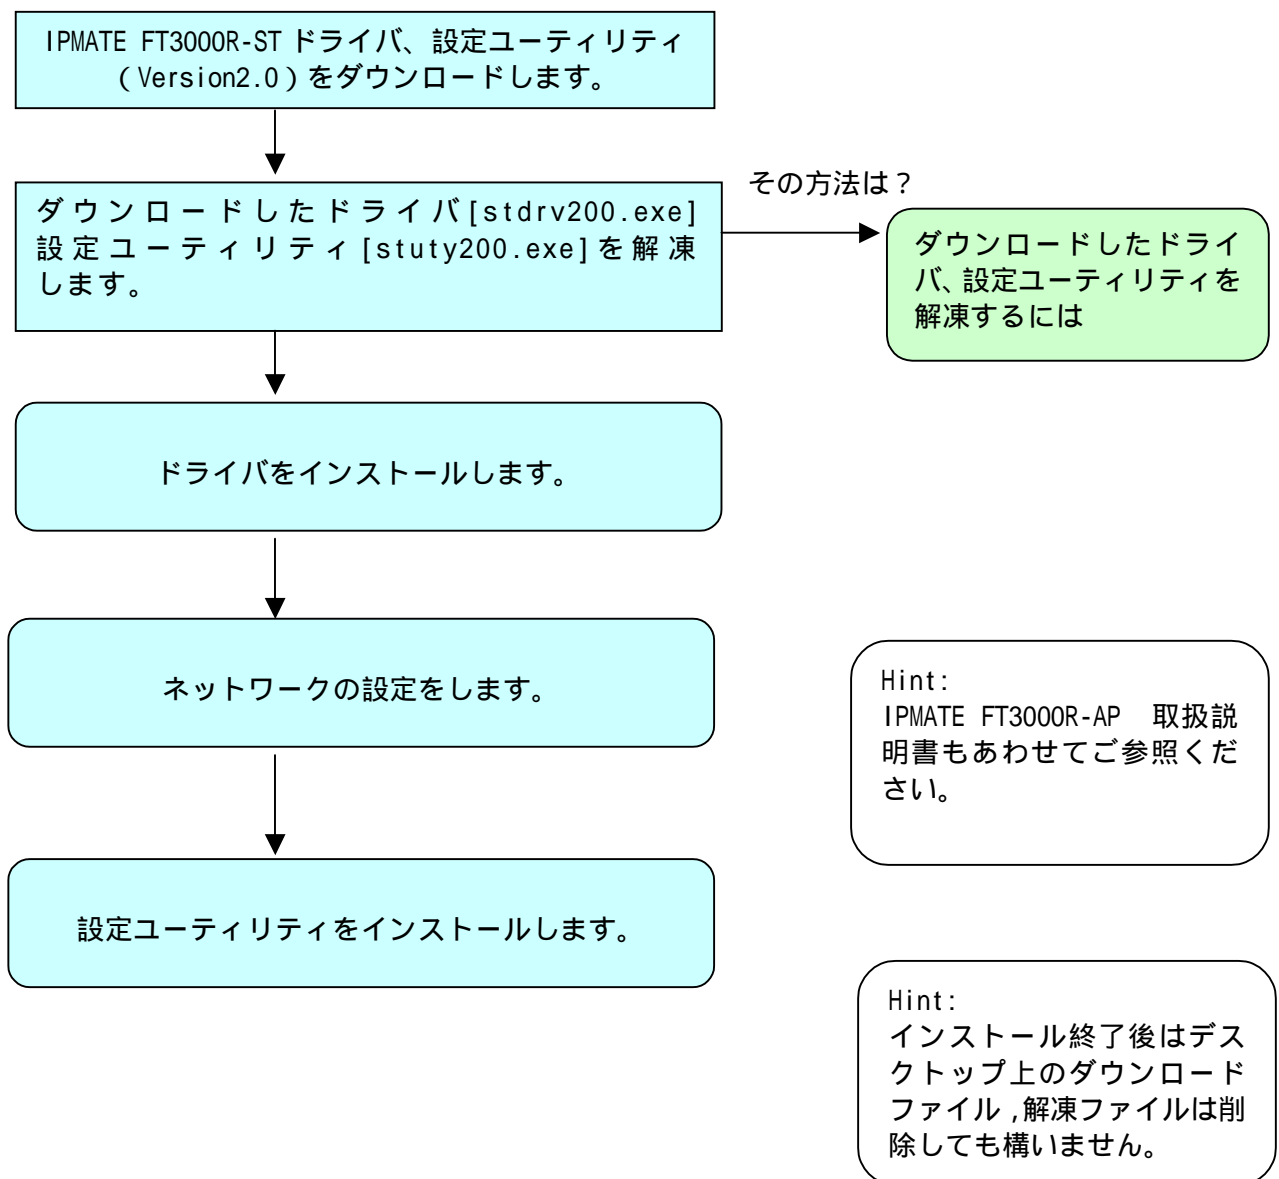 IPMATE FT3000R-ST ドライバ、設定ユーティリティ
（Version2.0）をダウンロードします。
ダウンロードしたドライバ[stdrv200.exe]
設定ユーティリティ[stuty200.exe]を解凍
します。
その方法は？
ダウンロードしたドライ
バ、設定ユーティリティを
解凍するには
ドライバをインストールします。
ネットワークの設定をします。
Hint:
IPMATE FT3000R-AP　取扱説
明書もあわせてご参照くだ
さい。
設定ユーティリティをインストールします。
Hint:
インストール終了後はデス
クトップ上のダウンロード
ファイル,解凍ファイルは削
除しても構いません。